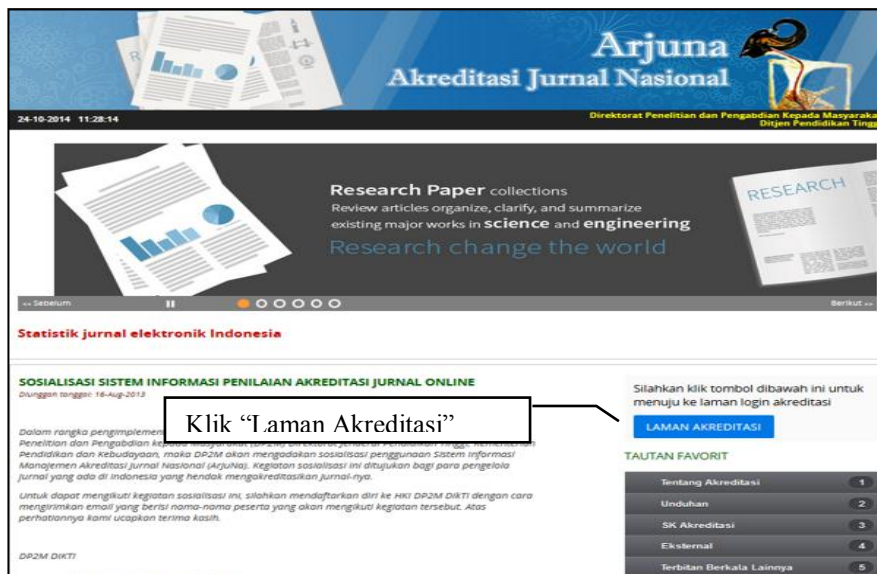 Arjuna
Akreditasi Jurnal Nasional
24-10-2014 11:28:14
Direktorat Penelitian dan Pengabdian Kepada Masyaraka
Ditjen Pendidikan Tingg
Research Paper collections
Review articles organize, clarify, and summarize
existing major works in science and engineering
Research change the world
RESEARCH
«« Sebelum
Berikut »»
Statistik jurnal elektronik Indonesia
SOSIALISASI SISTEM INFORMASI PENILAIAN AKREDITASI JURNAL ONLINE
Diunggan tanggal: 16-Aug-2013
Klik “Laman Akreditasi”
Dalam rangka pengimplemen
Penelitian dan Pengabdian kepada Masyarakat (DP2M) Direktorat Jenderal Pendidikan Tinggi, Kementerian
Pendidikan dan Kebudayaan, maka DP2M akan mengadakan sosialisasi penggunaan Sistem Informasi
Manajemen Akreditasi Jurnal Nasional (ArjuNa). Kegiatan sosialisasi ini ditujukan bagi para pengelola
jurnal yang ada di indonesia yang hendak mengakreditasikan jurnal-nya.
Untuk dapat mengikuti kegiatan sosialisasi ini, silahkan mendaftarkan diri ke HKI DP2M DIKTI dengan cara
mengirimkan email yang berisi nama-nama peserta yang akan mengikuti kegiatan tersebut. Atas
perhatiannya kami ucapkan terima kasih.
DP2M DIKTI
Silahkan klik tombol dibawah ini untuk
menuju ke laman login akreditasi
LAMAN AKREDITASI
TAUTAN FAVORIT
Tentang Akreditasi 1
Unduhan 2
SK Akreditasi 3
Eksternal 4
Terbitan Berkala Lainnya 5